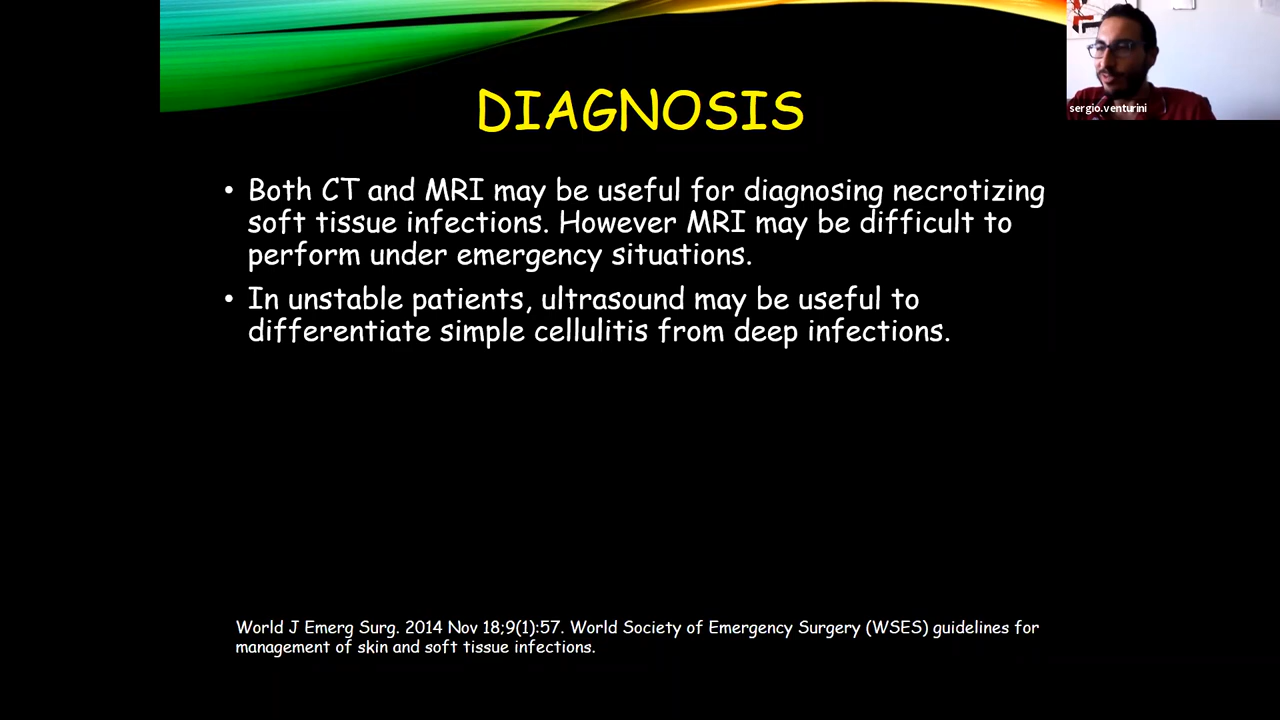 DIAGNOSIS
sergio.venturini
• Both CT and MRI may be useful for diagnosing necrotizing
soft tissue infections. However MRI may be difficult to
perform under emergency situations.
• In unstable patients, ultrasound may be useful to
differentiate simple cellulitis from deep infections.
World J Emerg Surg. 2014 Nov 18;9(1):57. World Society of Emergency Surgery (WSES) guidelines for
management of skin and soft tissue infections.